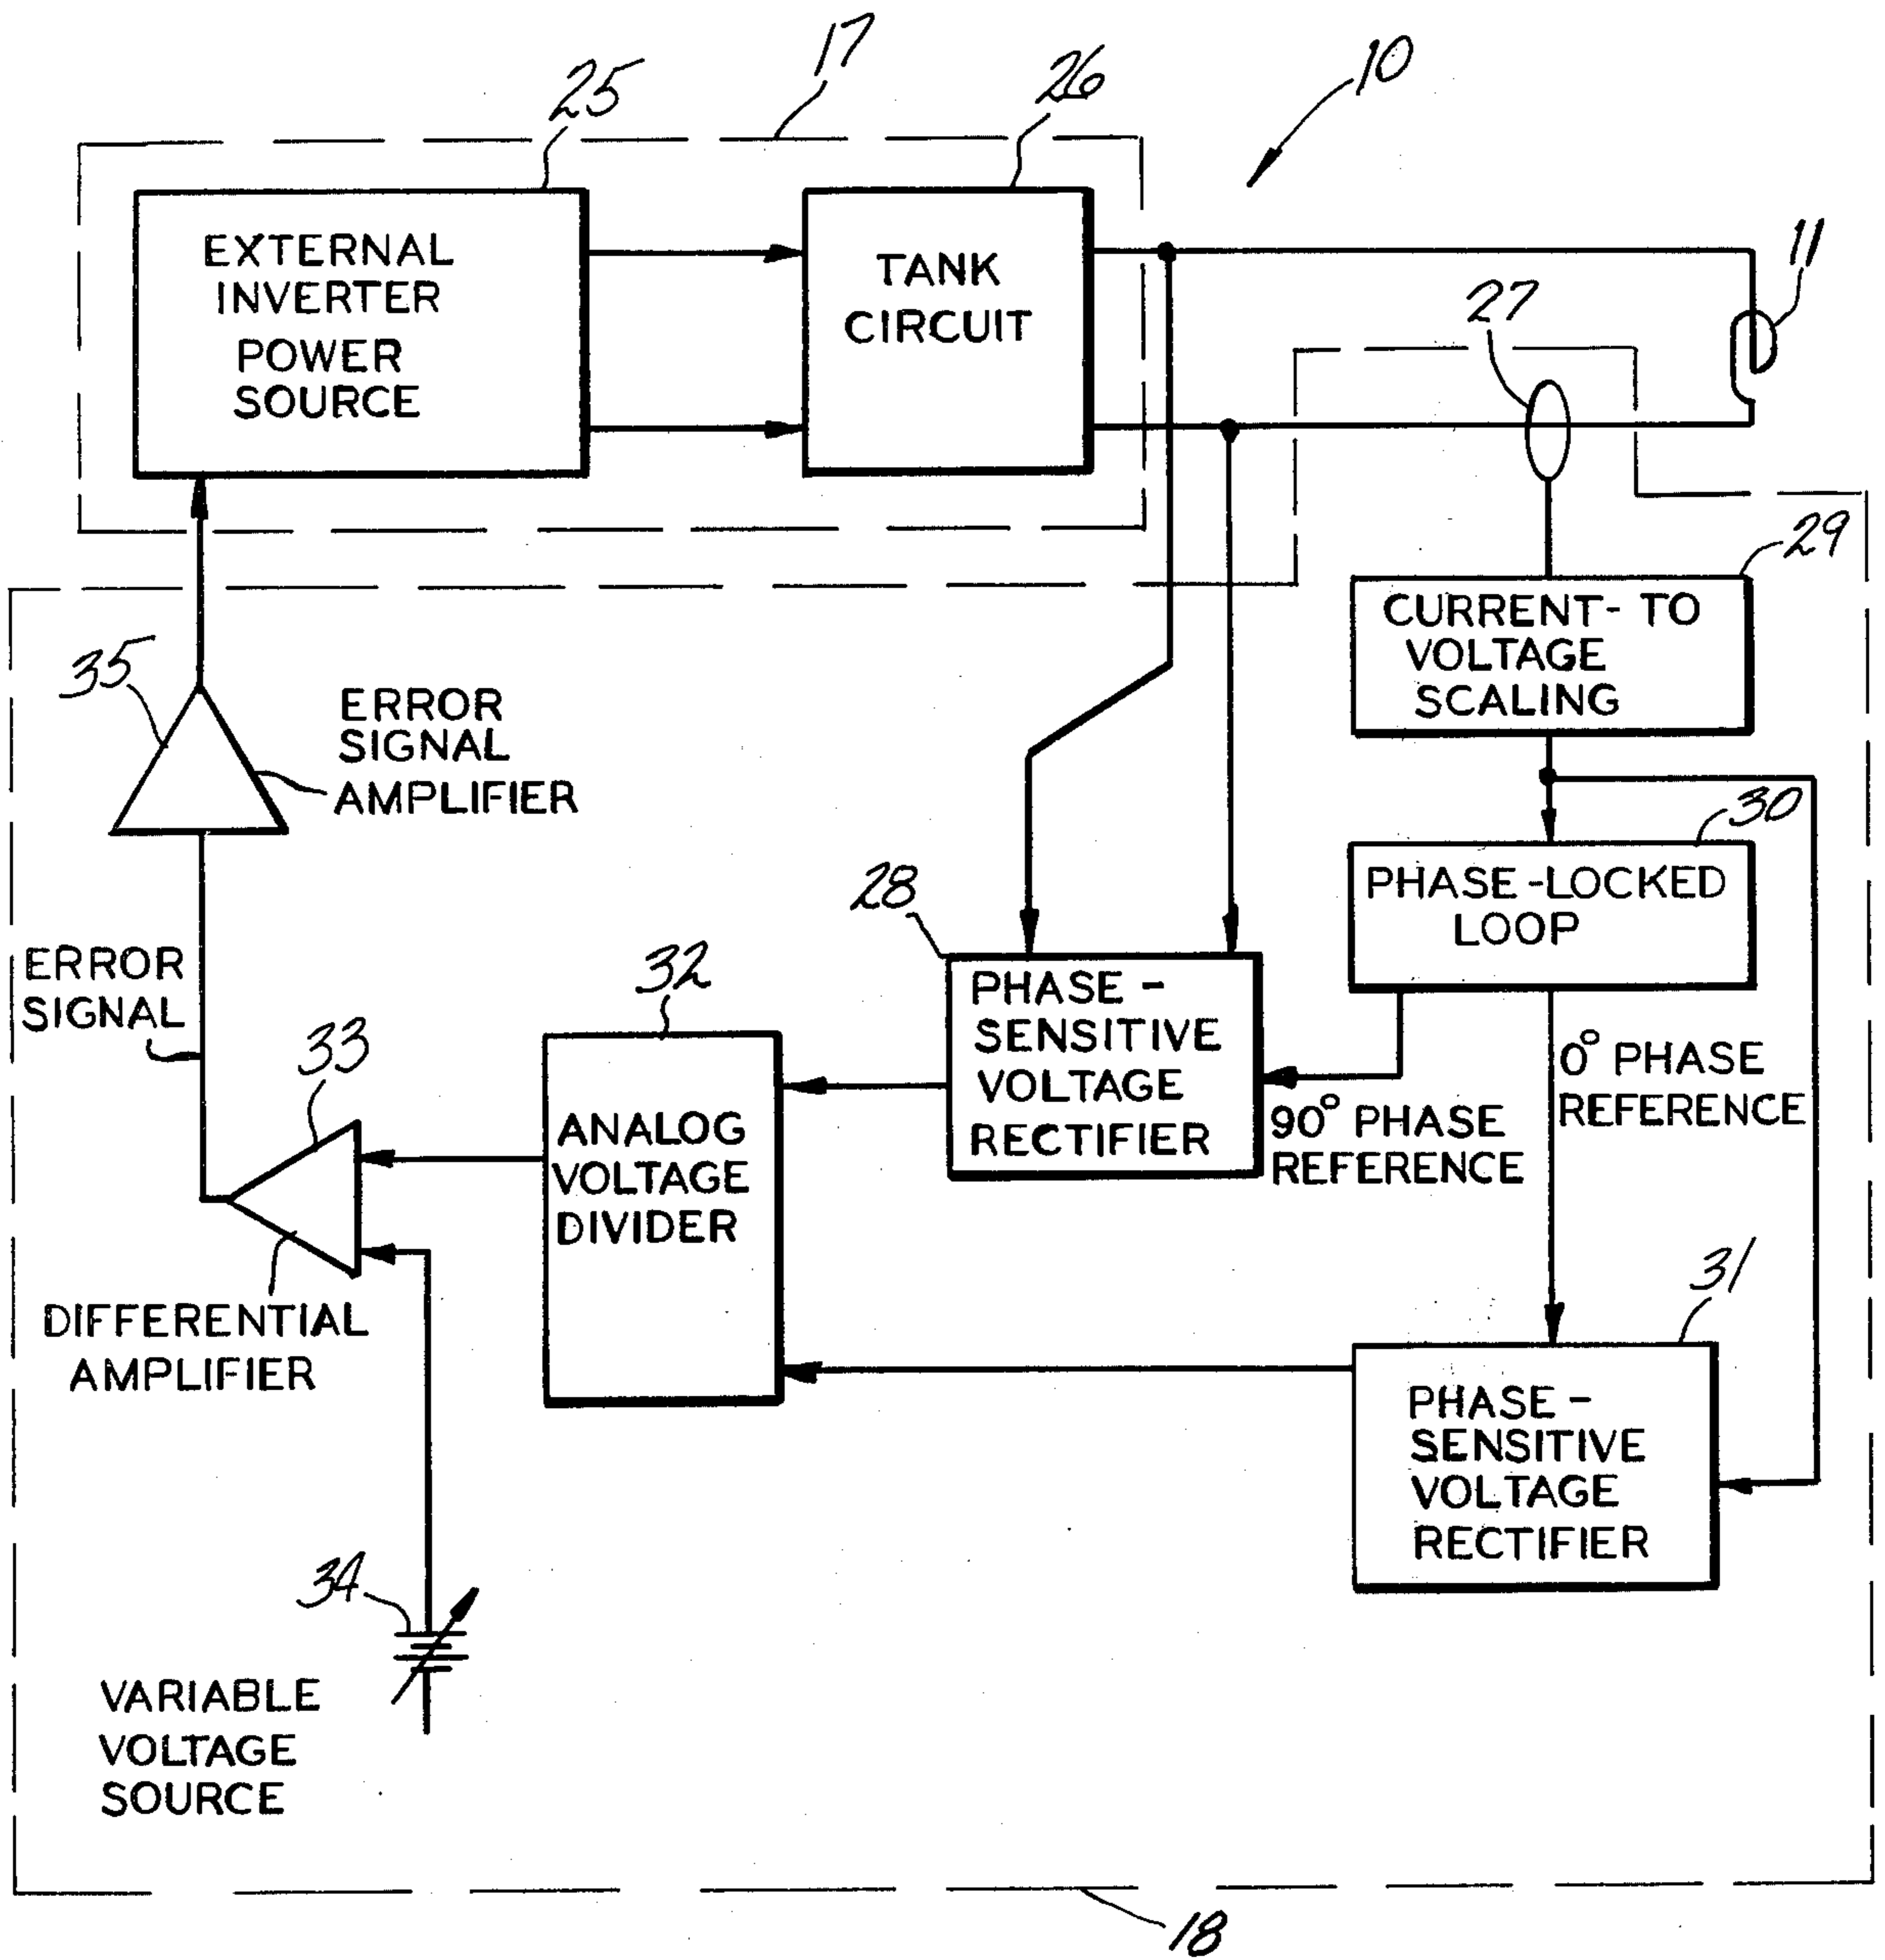 17
10
25
26
EXTERNAL
INVERTER
POWER
SOURCE
TANK
CIRCUIT
11
27
29
CURRENT- TO
VOLTAGE
SCALING
35
ERROR
SIGNAL
AMPLIFIER
30
PHASE-LOCKED
LOOP
28
PHASE-
SENSITIVE
VOLTAGE
RECTIFIER
90° PHASE
REFERENCE
0° PHASE
REFERENCE
ERROR
SIGNAL
32
33
ANALOG
VOLTAGE
DIVIDER
DIFFERENTIAL
AMPLIFIER
31
PHASE-
SENSITIVE
VOLTAGE
RECTIFIER
34
VARIABLE
VOLTAGE
SOURCE
18